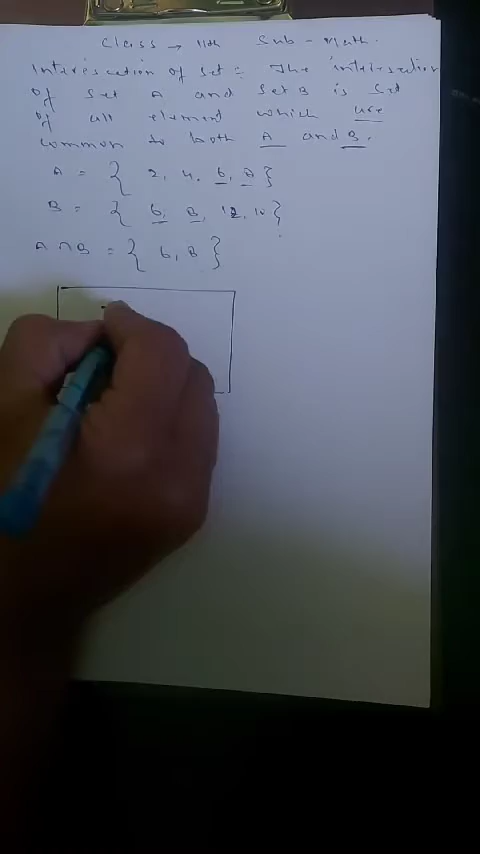 Class → 11th Sub - Math.
Intersection of set = The intersection
of set A and set B is set
of all element which are
common to both A and B.
A = { 2, 4, 6, 8 }
B = { 6, 8, 12, 10 }
A ∩ B = { 6, 8 }